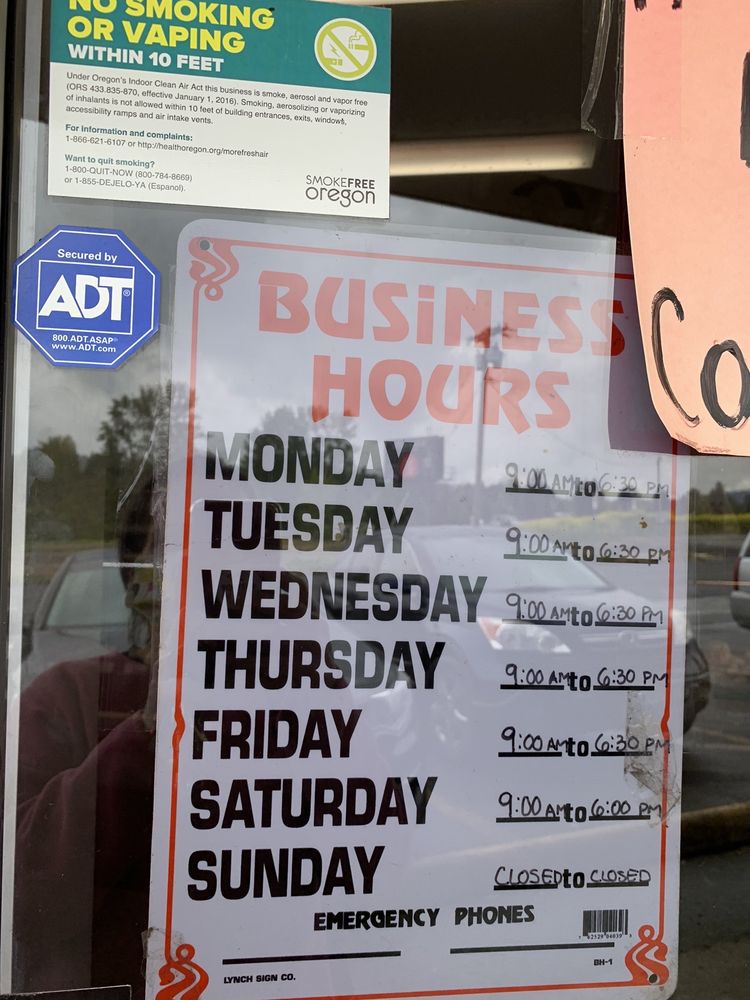 NO SMOKING
OR VAPING
WITHIN 10 FEET
Under Oregon's Indoor Clean Air Act this business is smoke, aerosol and vapor free
(ORS 433.835-870, effective January 1, 2016). Smoking, aerosolizing or vaporizing
of inhalants is not allowed within 10 feet of building entrances, exits, windows,
accessibility ramps and air intake vents.
For information and complaints:
1-866-621-6107 or http://healthoregon.org/morefreshair
Want to quit smoking?
1-800-QUIT-NOW (800-784-8669)
or 1-855-DEJELO-YA (Espanol).
SMOKEFREE
oregon
Secured by
ADT®
800.ADT.ASAP®
www.ADT.com
Co
BUSiNESS
HOURS
MONDAY 9:00 AM to 6:30 PM
TUESDAY 9:00 AM to 6:30 PM
WEDNESDAY 9:00 AM to 6:30 PM
THURSDAY 9:00 AM to 6:30 PM
FRIDAY 9:00 AM to 6:30 PM
SATURDAY 9:00 AM to 6:00 PM
SUNDAY CLOSED to CLOSED
EMERGENCY PHONES
LYNCH SIGN CO.
BH-1